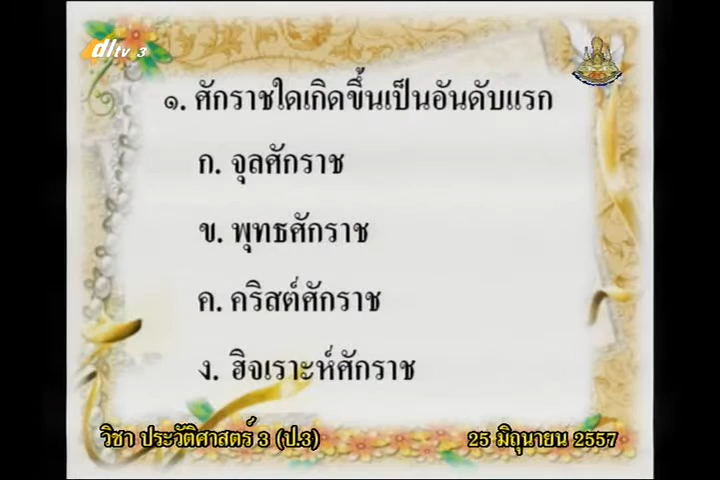 dltv 3
๑. ศักราชใดเกิดขึ้นเป็นอันดับแรก
ก. จุลศักราช
ข. พุทธศักราช
ค. คริสต์ศักราช
ง. ฮิจเราะห์ศักราช
วิชา ประวัติศาสตร์ 3 (ป.3)
25 มิถุนายน 2557